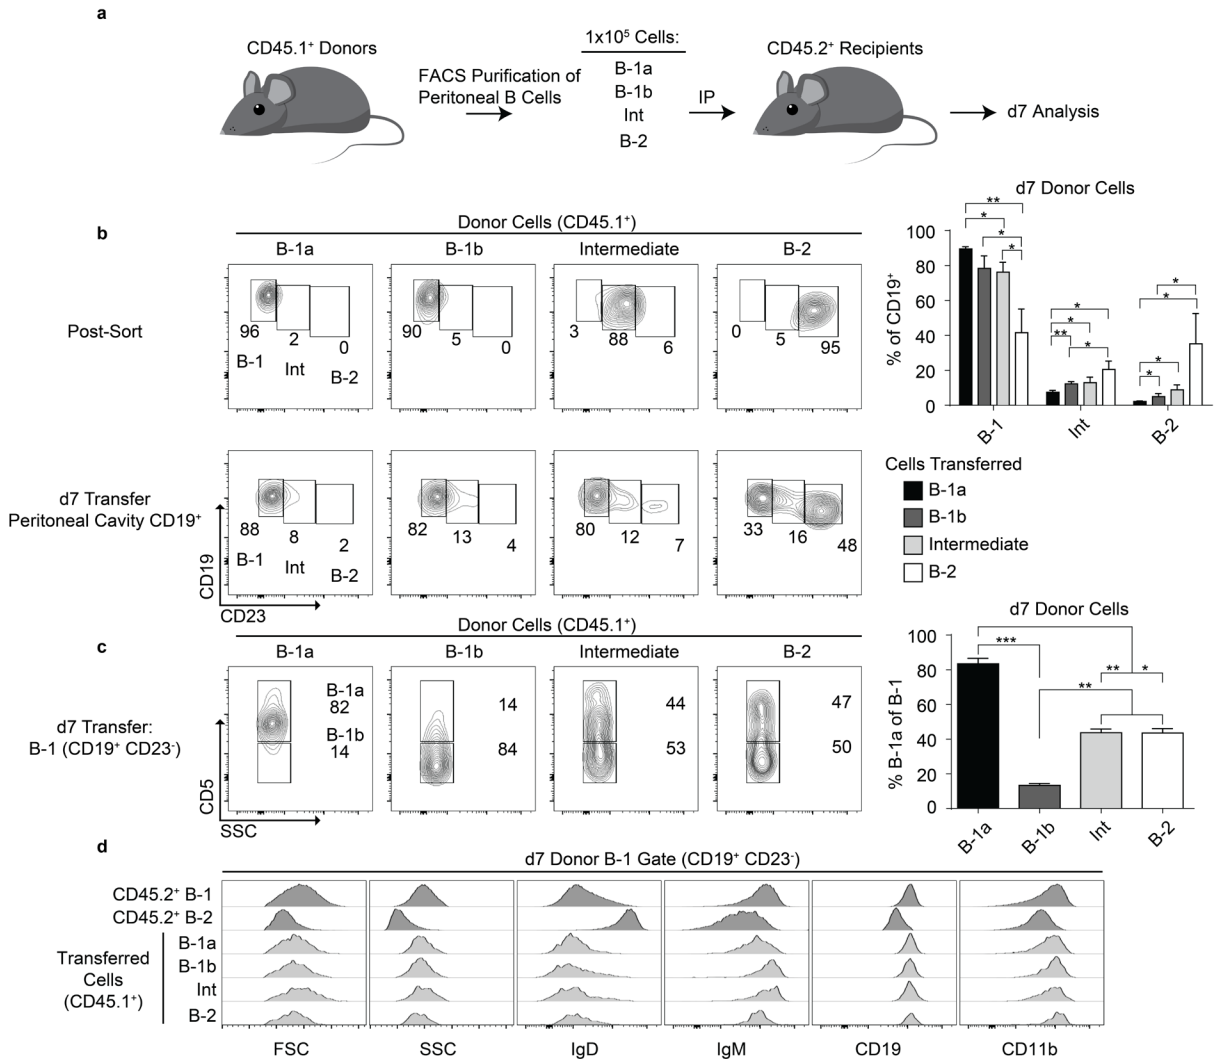 a
CD45.1⁺ Donors
FACS Purification of
Peritoneal B Cells
1x10⁵ Cells:
B-1a
B-1b
Int
B-2
IP
CD45.2⁺ Recipients
d7 Analysis
b
Donor Cells (CD45.1⁺)
B-1a
B-1b
Intermediate
B-2
Post-Sort
96
2
0
B-1
Int
B-2
90
5
0
3
88
6
0
5
95
d7 Transfer
Peritoneal Cavity CD19⁺
88
8
2
B-1
Int
B-2
82
13
4
80
12
7
33
16
48
CD19
CD23
d7 Donor Cells
% of CD19⁺
100
80
60
40
20
0
**
*
*
*
*
*
**
*
*
*
*
*
B-1
Int
B-2
Cells Transferred
B-1a
B-1b
Intermediate
B-2
c
Donor Cells (CD45.1⁺)
B-1a
B-1b
Intermediate
B-2
d7 Transfer:
B-1 (CD19⁺ CD23⁻)
B-1a
82
B-1b
14
14
84
44
53
47
50
CD5
SSC
d7 Donor Cells
% B-1a of B-1
100
80
60
40
20
0
***
** *
**
B-1a
B-1b
Int
B-2
d
d7 Donor B-1 Gate (CD19⁺ CD23⁻)
CD45.2⁺ B-1
CD45.2⁺ B-2
Transferred
Cells
(CD45.1⁺)
B-1a
B-1b
Int
B-2
FSC
SSC
IgD
IgM
CD19
CD11b